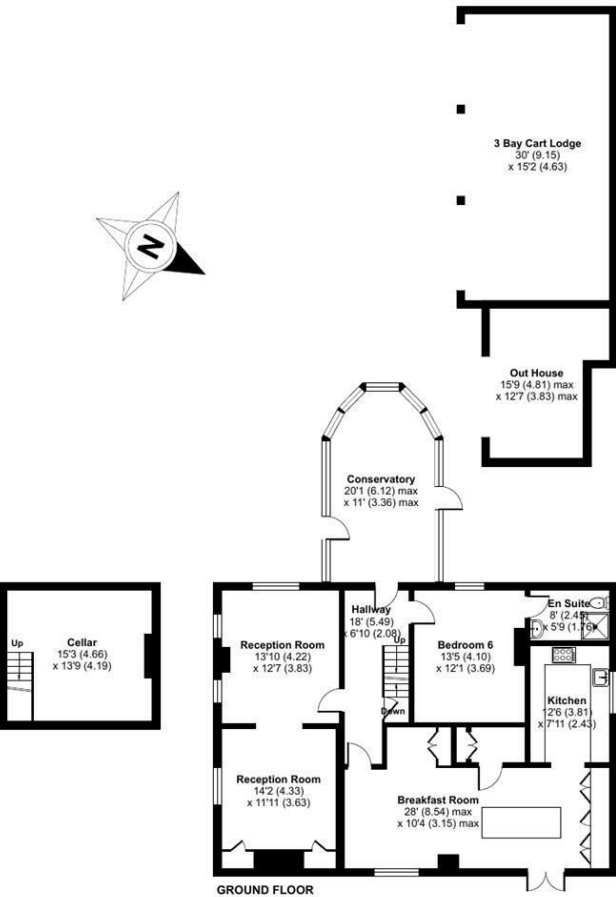 3 Bay Cart Lodge
30' (9.15)
x 15'2 (4.63)
N
Out House
15'9 (4.81) max
x 12'7 (3.83) max
Conservatory
20'1 (6.12) max
x 11' (3.36) max
Up
Cellar
15'3 (4.66)
x 13'9 (4.19)
Reception Room
13'10 (4.22)
x 12'7 (3.83)
Hallway
18' (5.49)
x 6'10 (2.08)
Up
Down
Bedroom 6
13'5 (4.10)
x 12'1 (3.69)
En Suite
8' (2.45)
x 5'9 (1.76)
Kitchen
12'6 (3.81)
x 7'11 (2.43)
Reception Room
14'2 (4.33)
x 11'11 (3.63)
Breakfast Room
28' (8.54) max
x 10'4 (3.15) max
GROUND FLOOR